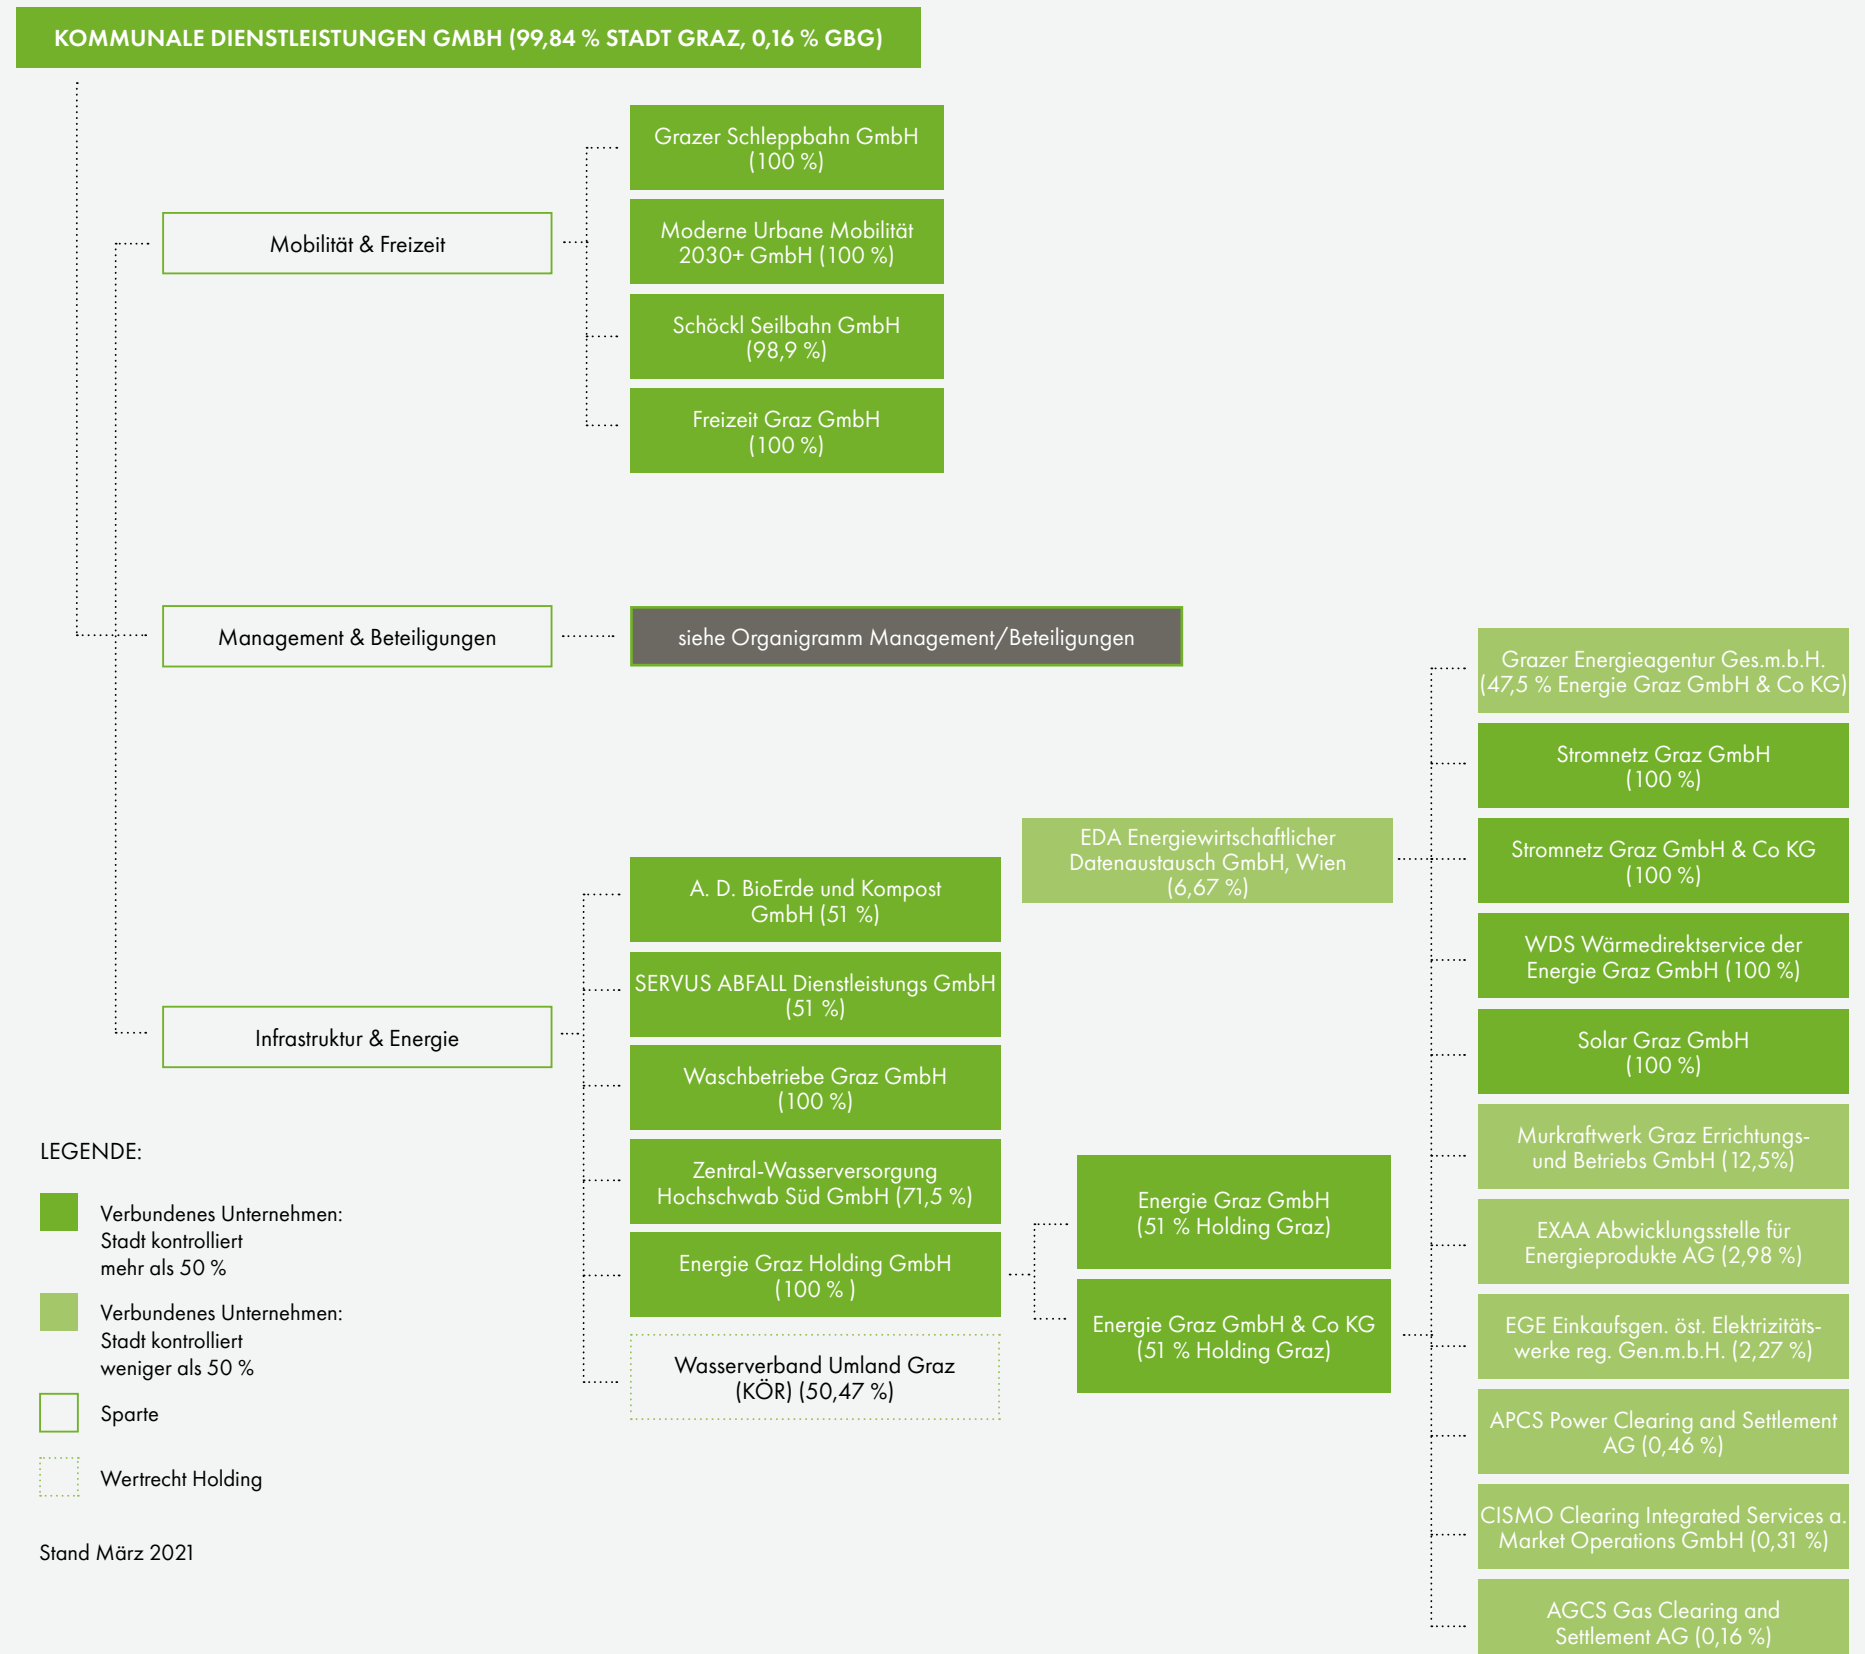 KOMMUNALE DIENSTLEISTUNGEN GMBH (99,84 % STADT GRAZ, 0,16 % GBG)
Mobilität & Freizeit
Grazer Schleppbahn GmbH
(100 %)
Moderne Urbane Mobilität
2030+ GmbH (100 %)
Schöckl Seilbahn GmbH
(98,9 %)
Freizeit Graz GmbH
(100 %)
Management & Beteiligungen
siehe Organigramm Management/Beteiligungen
Infrastruktur & Energie
A. D. BioErde und Kompost
GmbH (51 %)
SERVUS ABFALL Dienstleistungs GmbH
(51 %)
Waschbetriebe Graz GmbH
(100 %)
Zentral-Wasserversorgung
Hochschwab Süd GmbH (71,5 %)
Energie Graz Holding GmbH
(100 % )
Wasserverband Umland Graz
(KÖR) (50,47 %)
EDA Energiewirtschaftlicher
Datenaustausch GmbH, Wien
(6,67 %)
Energie Graz GmbH
(51 % Holding Graz)
Energie Graz GmbH & Co KG
(51 % Holding Graz)
Grazer Energieagentur Ges.m.b.H.
(47,5 % Energie Graz GmbH & Co KG)
Stromnetz Graz GmbH
(100 %)
Stromnetz Graz GmbH & Co KG
(100 %)
WDS Wärmedirektservice der
Energie Graz GmbH (100 %)
Solar Graz GmbH
(100 %)
Murkraftwerk Graz Errichtungs-
und Betriebs GmbH (12,5%)
EXAA Abwicklungsstelle für
Energieprodukte AG (2,98 %)
EGE Einkaufsgen. öst. Elektrizitäts-
werke reg. Gen.m.b.H. (2,27 %)
APCS Power Clearing and Settlement
AG (0,46 %)
CISMO Clearing Integrated Services a.
Market Operations GmbH (0,31 %)
AGCS Gas Clearing and
Settlement AG (0,16 %)
LEGENDE:
Verbundenes Unternehmen:
Stadt kontrolliert
mehr als 50 %
Verbundenes Unternehmen:
Stadt kontrolliert
weniger als 50 %
Sparte
Wertrecht Holding
Stand März 2021